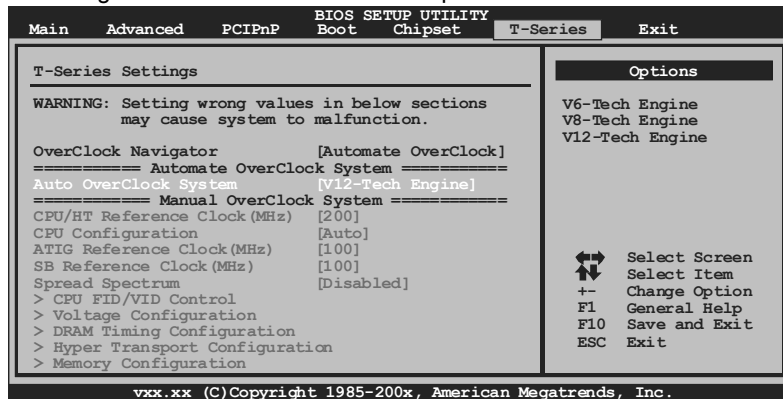 BIOS SETUP UTILITY
Main Advanced PCIPnP Boot Chipset T-Series Exit
T-Series Settings
WARNING: Setting wrong values in below sections
may cause system to malfunction.
OverClock Navigator [Automate OverClock]
=========== Automate OverClock System ===========
Auto OverClock System [V12-Tech Engine]
============ Manual OverClock System ============
CPU/HT Reference Clock(MHz) [200]
CPU Configuration [Auto]
ATIG Reference Clock(MHz) [100]
SB Reference Clock(MHz) [100]
Spread Spectrum [Disabled]
> CPU FID/VID Control
> Voltage Configuration
> DRAM Timing Configuration
> Hyper Transport Configuration
> Memory Configuration
Options
V6-Tech Engine
V8-Tech Engine
V12-Tech Engine
Select Screen
Select Item
+- Change Option
F1 General Help
F10 Save and Exit
ESC Exit
vxx.xx (C)Copyright 1985-200x, American Megatrends, Inc.